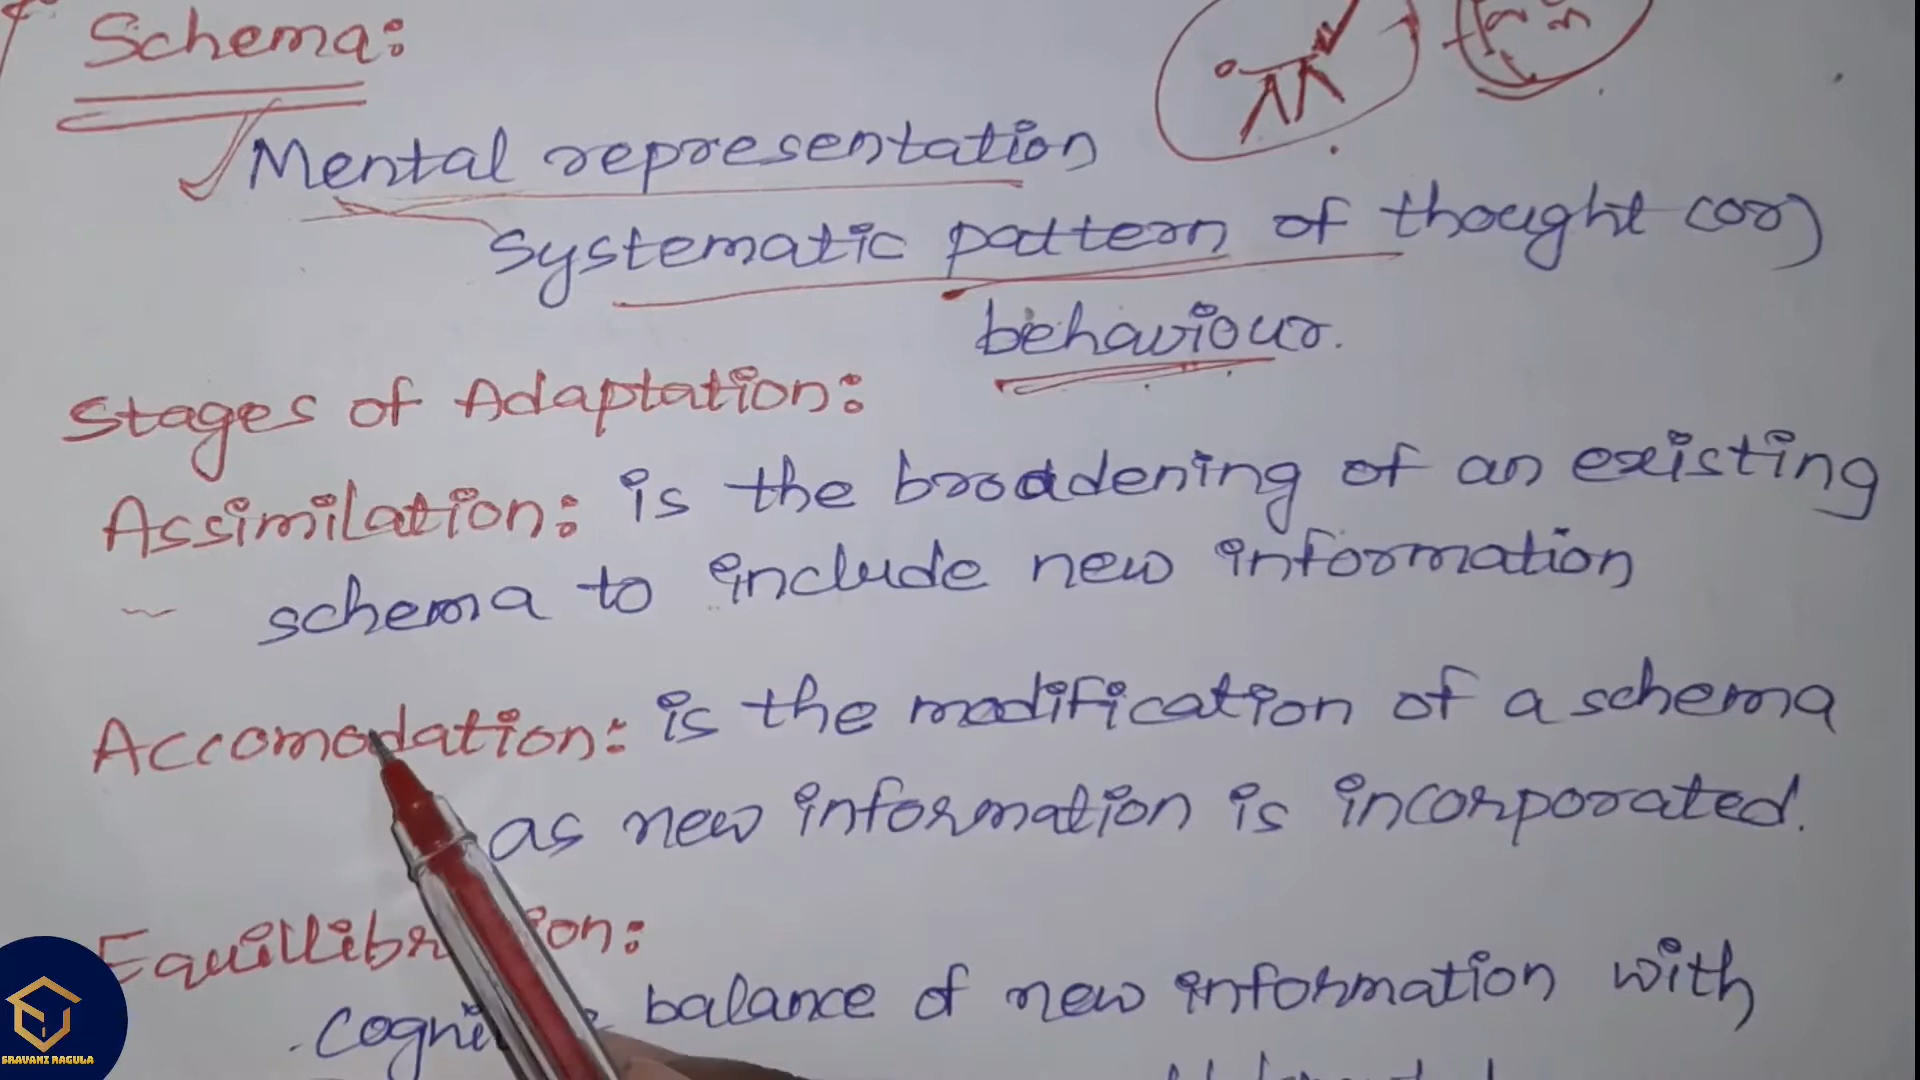 Schema:
Mental representation
systematic pattern of thought (or)
behaviour.
Stages of Adaptation:
Assimilation: is the broadening of an existing
schema to include new information
Accomodation: is the modification of a schema
as new information is incorporated.
balance of new information with
SRAVANI RAGULA